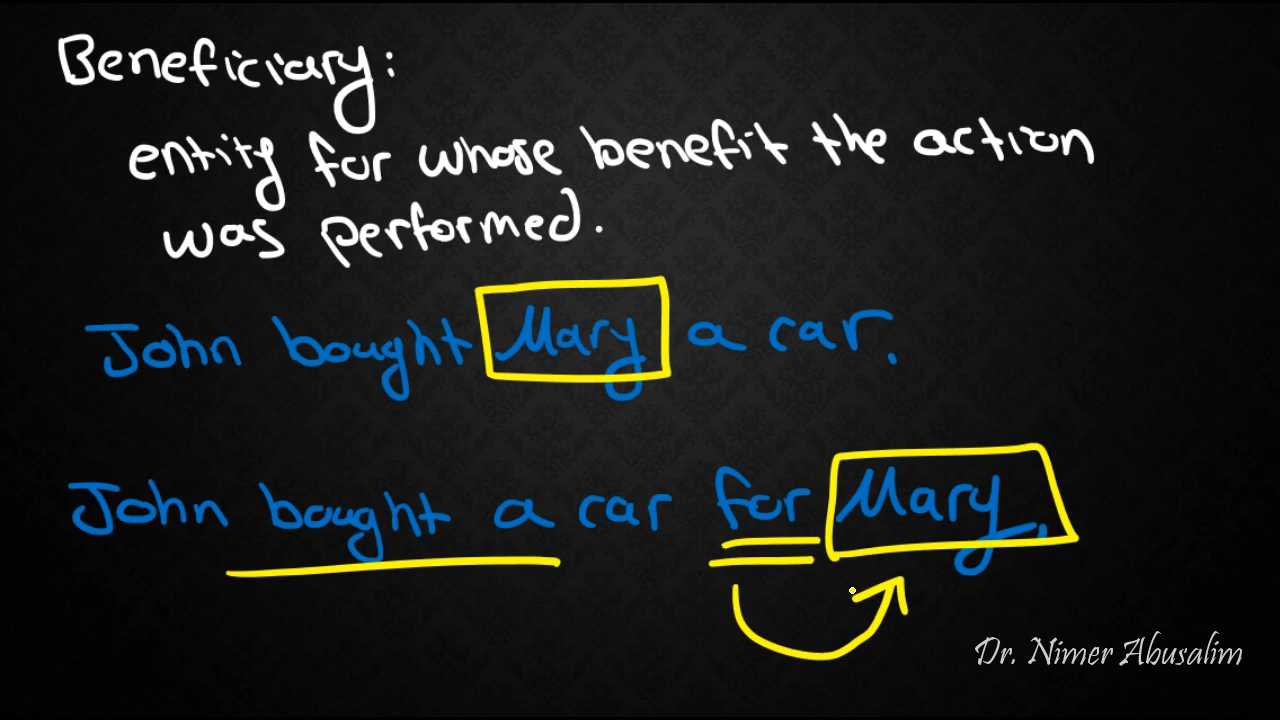 Beneficiary:
entity for whose benefit the action
was performed.
John bought Mary a car.
John bought a car for Mary.
Dr. Nimer Abusalim